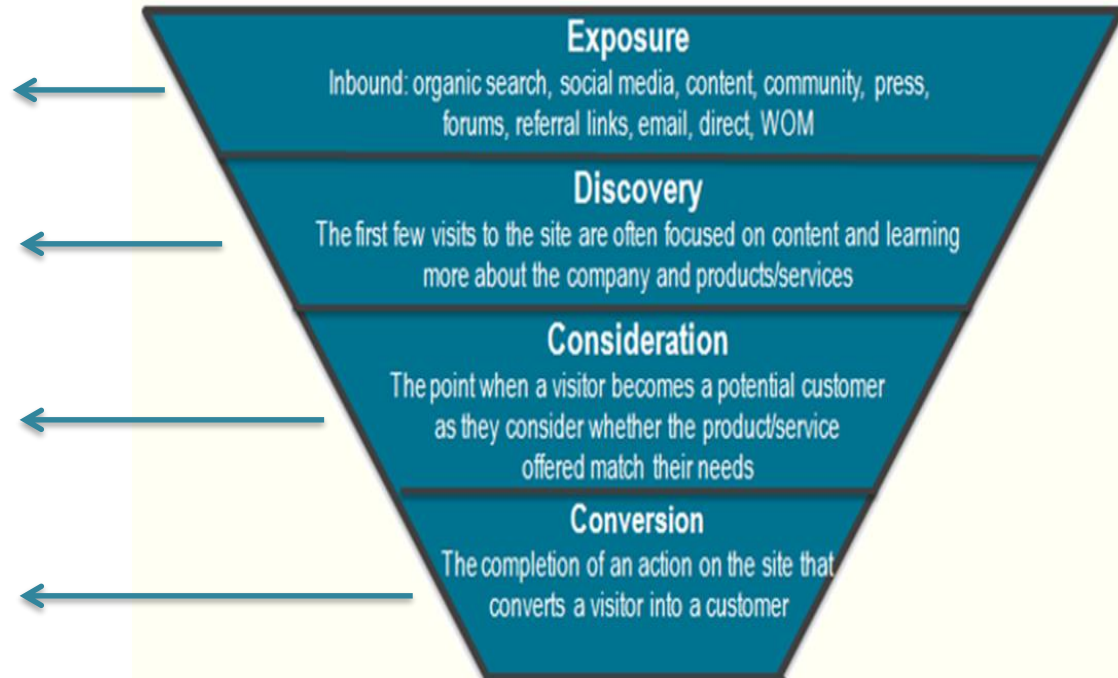 Exposure
Inbound: organic search, social media, content, community, press,
forums, referral links, email, direct, WOM
Discovery
The first few visits to the site are often focused on content and learning
more about the company and products/services
Consideration
The point when a visitor becomes a potential customer
as they consider whether the product/service
offered match their needs
Conversion
The completion of an action on the site that
converts a visitor into a customer